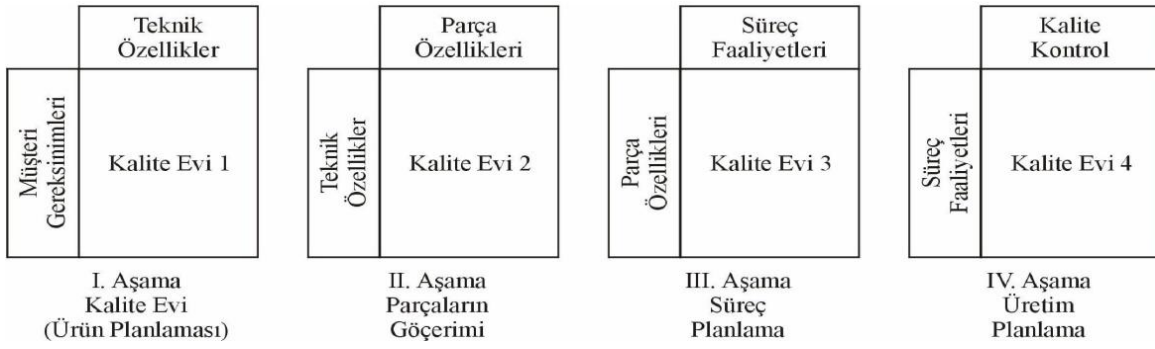 Teknik
Özellikler
Müşteri
Gereksinimleri
Kalite Evi 1
I. Aşama
Kalite Evi
(Ürün Planlaması)
Parça
Özellikleri
Teknik
Özellikler
Kalite Evi 2
II. Aşama
Parçaların
Göçerimi
Süreç
Faaliyetleri
Parça
Özellikleri
Kalite Evi 3
III. Aşama
Süreç
Planlama
Kalite
Kontrol
Süreç
Faaliyetleri
Kalite Evi 4
IV. Aşama
Üretim
Planlama